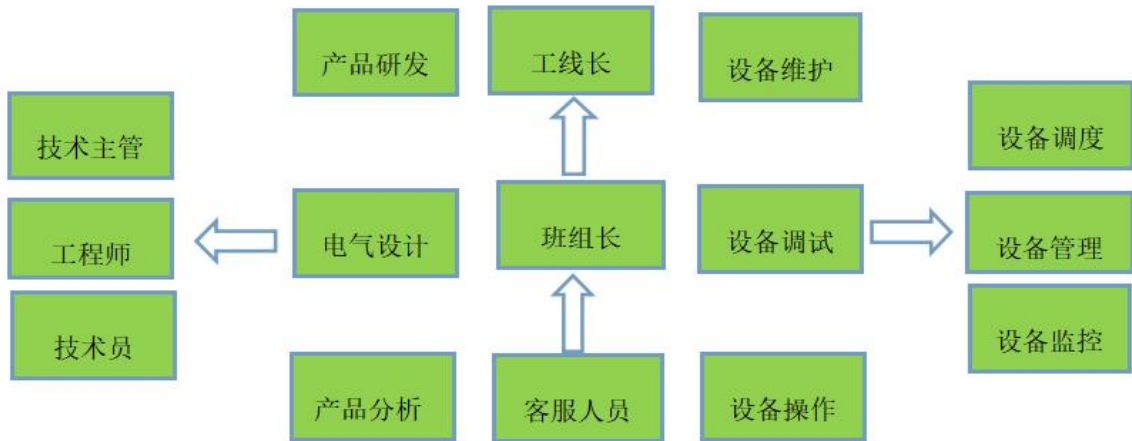 产品研发
工线长
设备维护
技术主管
设备调度
工程师
电气设计
班组长
设备调试
设备管理
技术员
设备监控
产品分析
客服人员
设备操作